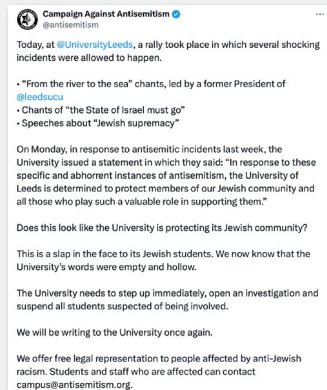 Campaign Against Antisemitism
@antisemitism
Today, at @UniversityLeeds, a rally took place in which several shocking
incidents were allowed to happen.
• "From the river to the sea" chants, led by a former President of
@leedsucu
• Chants of "the State of Israel must go"
• Speeches about "Jewish supremacy"
On Monday, in response to antisemitic incidents last week, the
University issued a statement in which they said: "In response to these
specific and abhorrent instances of antisemitism, the University of
Leeds is determined to protect members of our Jewish community and
all those who play such a valuable role in supporting them."
Does this look like the University is protecting its Jewish community?
This is a slap in the face to its Jewish students. We now know that the
University's words were empty and hollow.
The University needs to step up immediately, open an investigation and
suspend all students suspected of being involved.
We will be writing to the University once again.
We offer free legal representation to people affected by anti-Jewish
racism. Students and staff who are affected can contact
campus@antisemitism.org.